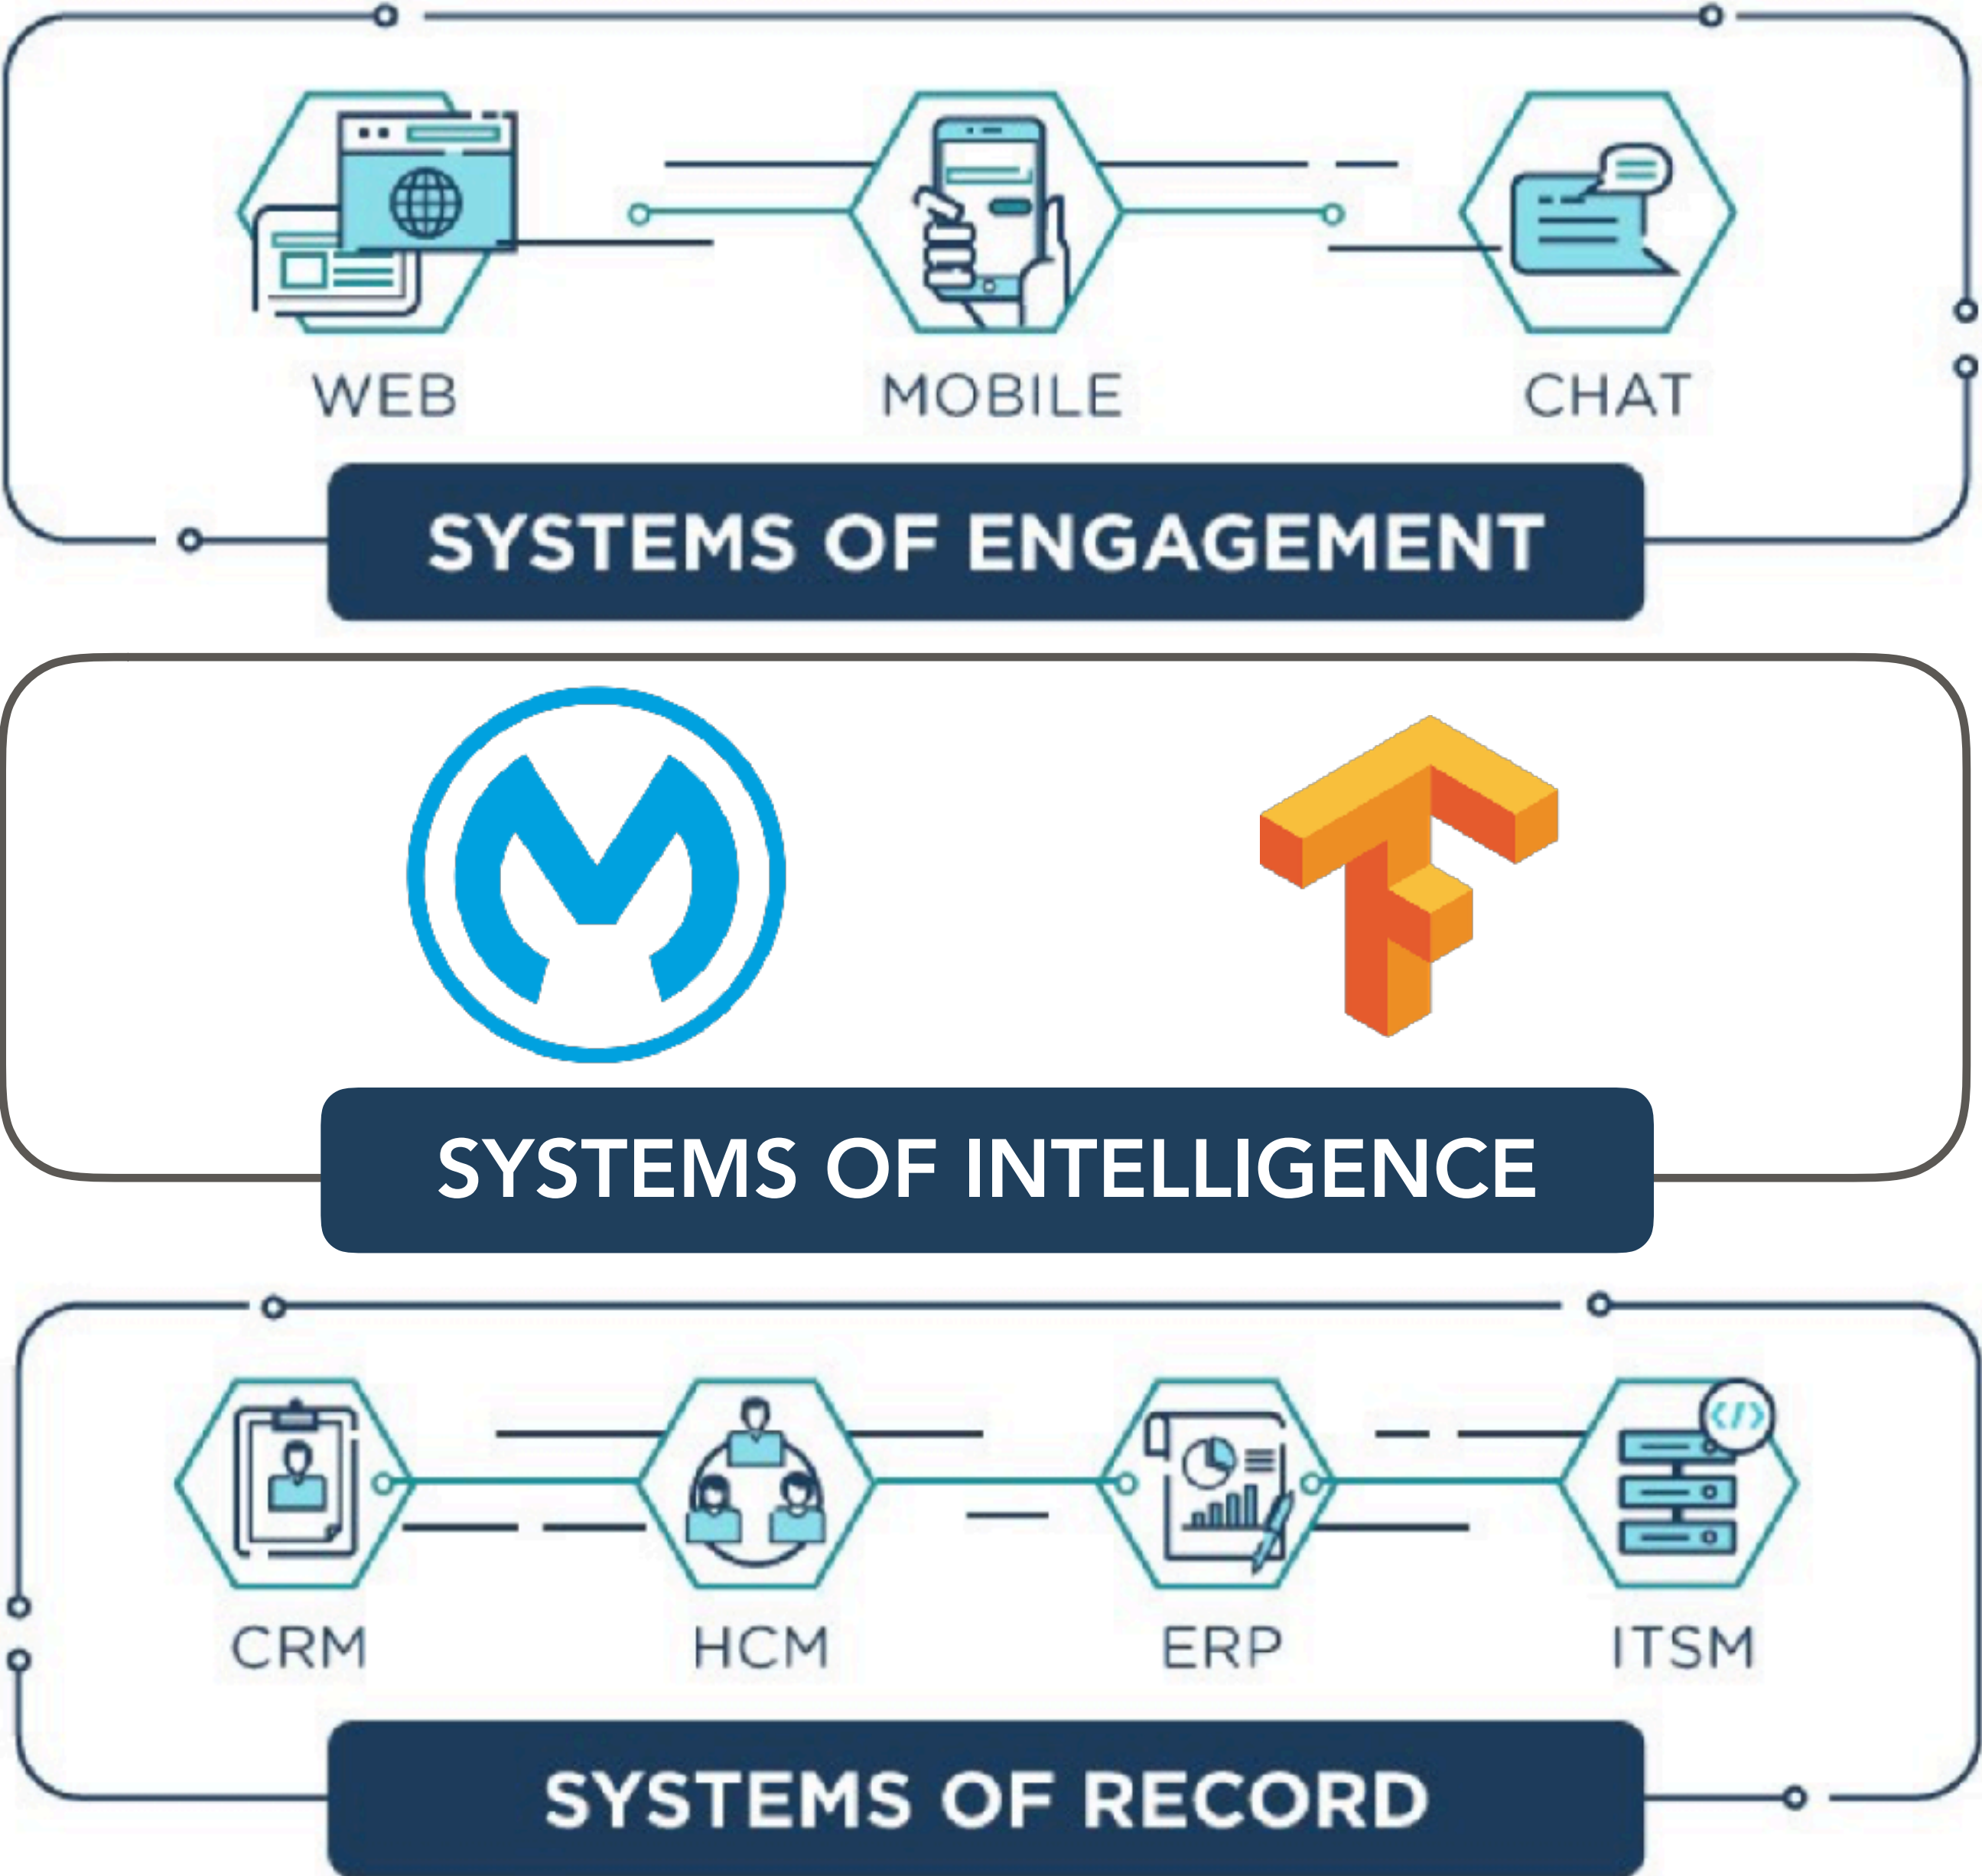 WEB
MOBILE
CHAT
SYSTEMS OF ENGAGEMENT
SYSTEMS OF INTELLIGENCE
</>
CRM
HCM
ERP
ITSM
SYSTEMS OF RECORD